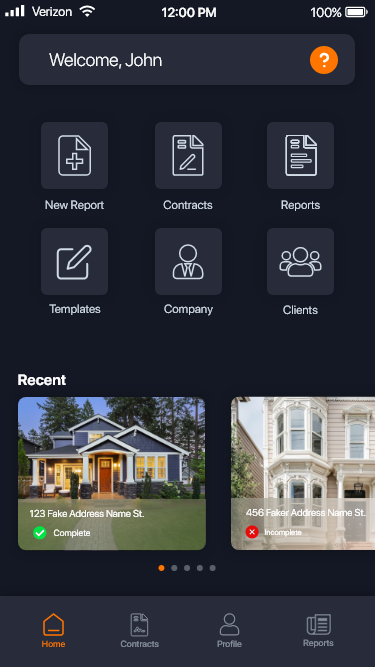 Verizon 12:00 PM 100%
Welcome, John ?
New Report Contracts Reports
Templates Company Clients
Recent
123 Fake Address Name St. 456 Faker Address Name St.
Complete Incomplete
Home Contracts Profile Reports